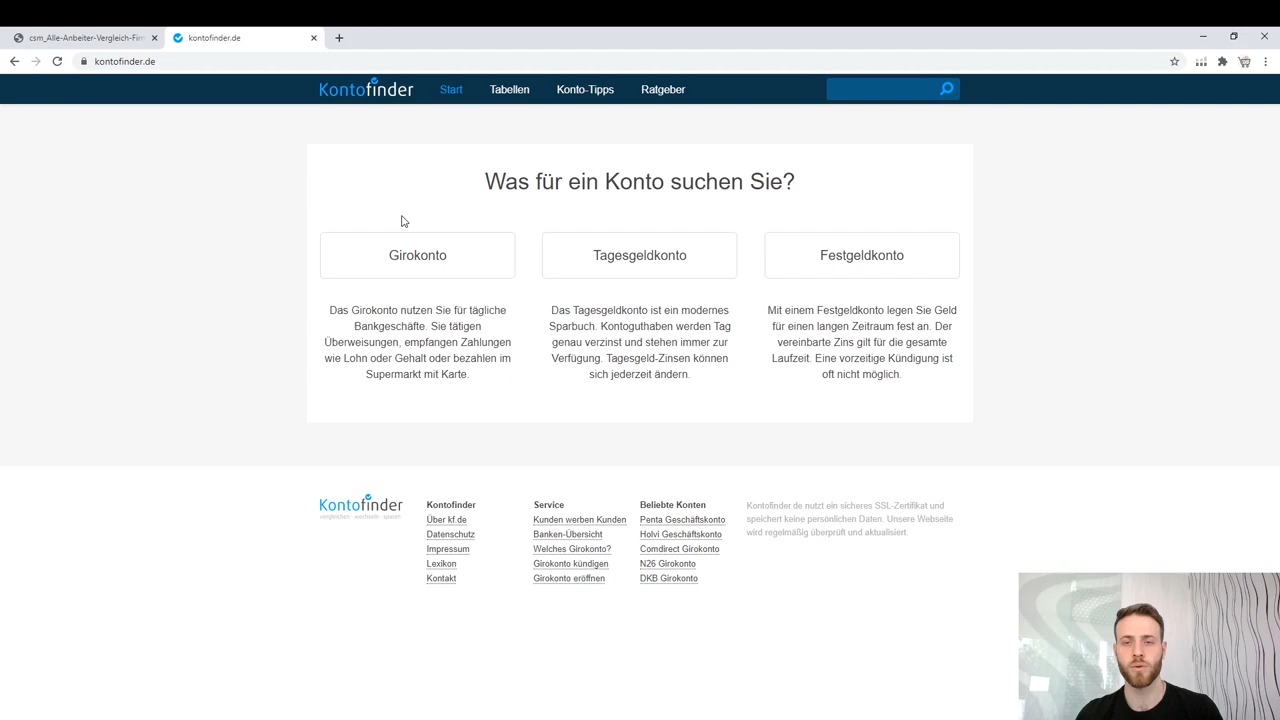 csm_Alle-Anbeiter-Vergleich-Firm
kontofinder.de
kontofinder.de
Kontofinder
Start
Tabellen
Konto-Tipps
Ratgeber
Was für ein Konto suchen Sie?
Girokonto
Das Girokonto nutzen Sie für tägliche
Bankgeschäfte. Sie tätigen
Überweisungen, empfangen Zahlungen
wie Lohn oder Gehalt oder bezahlen im
Supermarkt mit Karte.
Tagesgeldkonto
Das Tagesgeldkonto ist ein modernes
Sparbuch. Kontoguthaben werden Tag
genau verzinst und stehen immer zur
Verfügung. Tagesgeld-Zinsen können
sich jederzeit ändern.
Festgeldkonto
Mit einem Festgeldkonto legen Sie Geld
für einen langen Zeitraum fest an. Der
vereinbarte Zins gilt für die gesamte
Laufzeit. Eine vorzeitige Kündigung ist
oft nicht möglich.
Kontofinder
vergleichen · wechseln · sparen
Kontofinder
Über kf.de
Datenschutz
Impressum
Lexikon
Kontakt
Service
Kunden werben Kunden
Banken-Übersicht
Welches Girokonto?
Girokonto kündigen
Girokonto eröffnen
Beliebte Konten
Penta Geschäftskonto
Holvi Geschäftskonto
Comdirect Girokonto
N26 Girokonto
DKB Girokonto
Kontofinder.de nutzt ein sicheres SSL-Zertifikat und
speichert keine persönlichen Daten. Unsere Webseite
wird regelmäßig überprüft und aktualisiert.